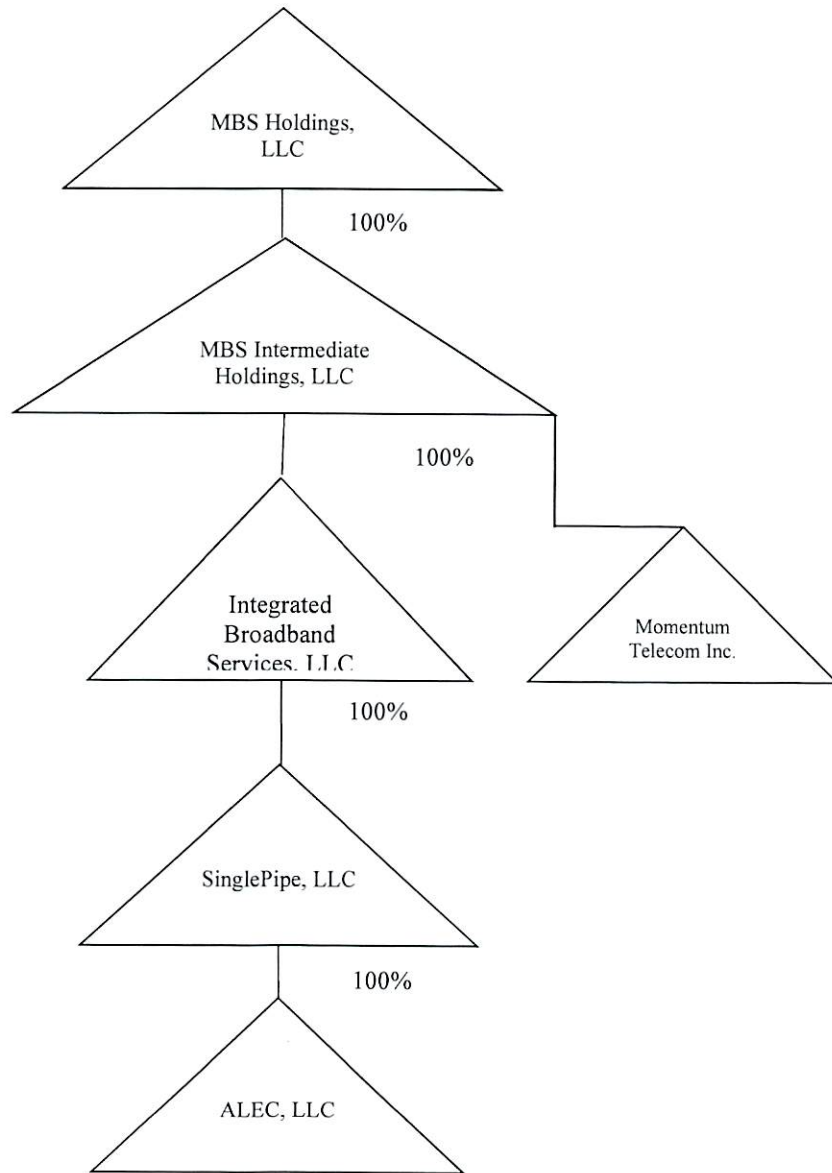 MBS Holdings,
LLC
100%
MBS Intermediate
Holdings, LLC
100%
Integrated
Broadband
Services, LLC
Momentum
Telecom Inc.
100%
SinglePipe, LLC
100%
ALEC, LLC